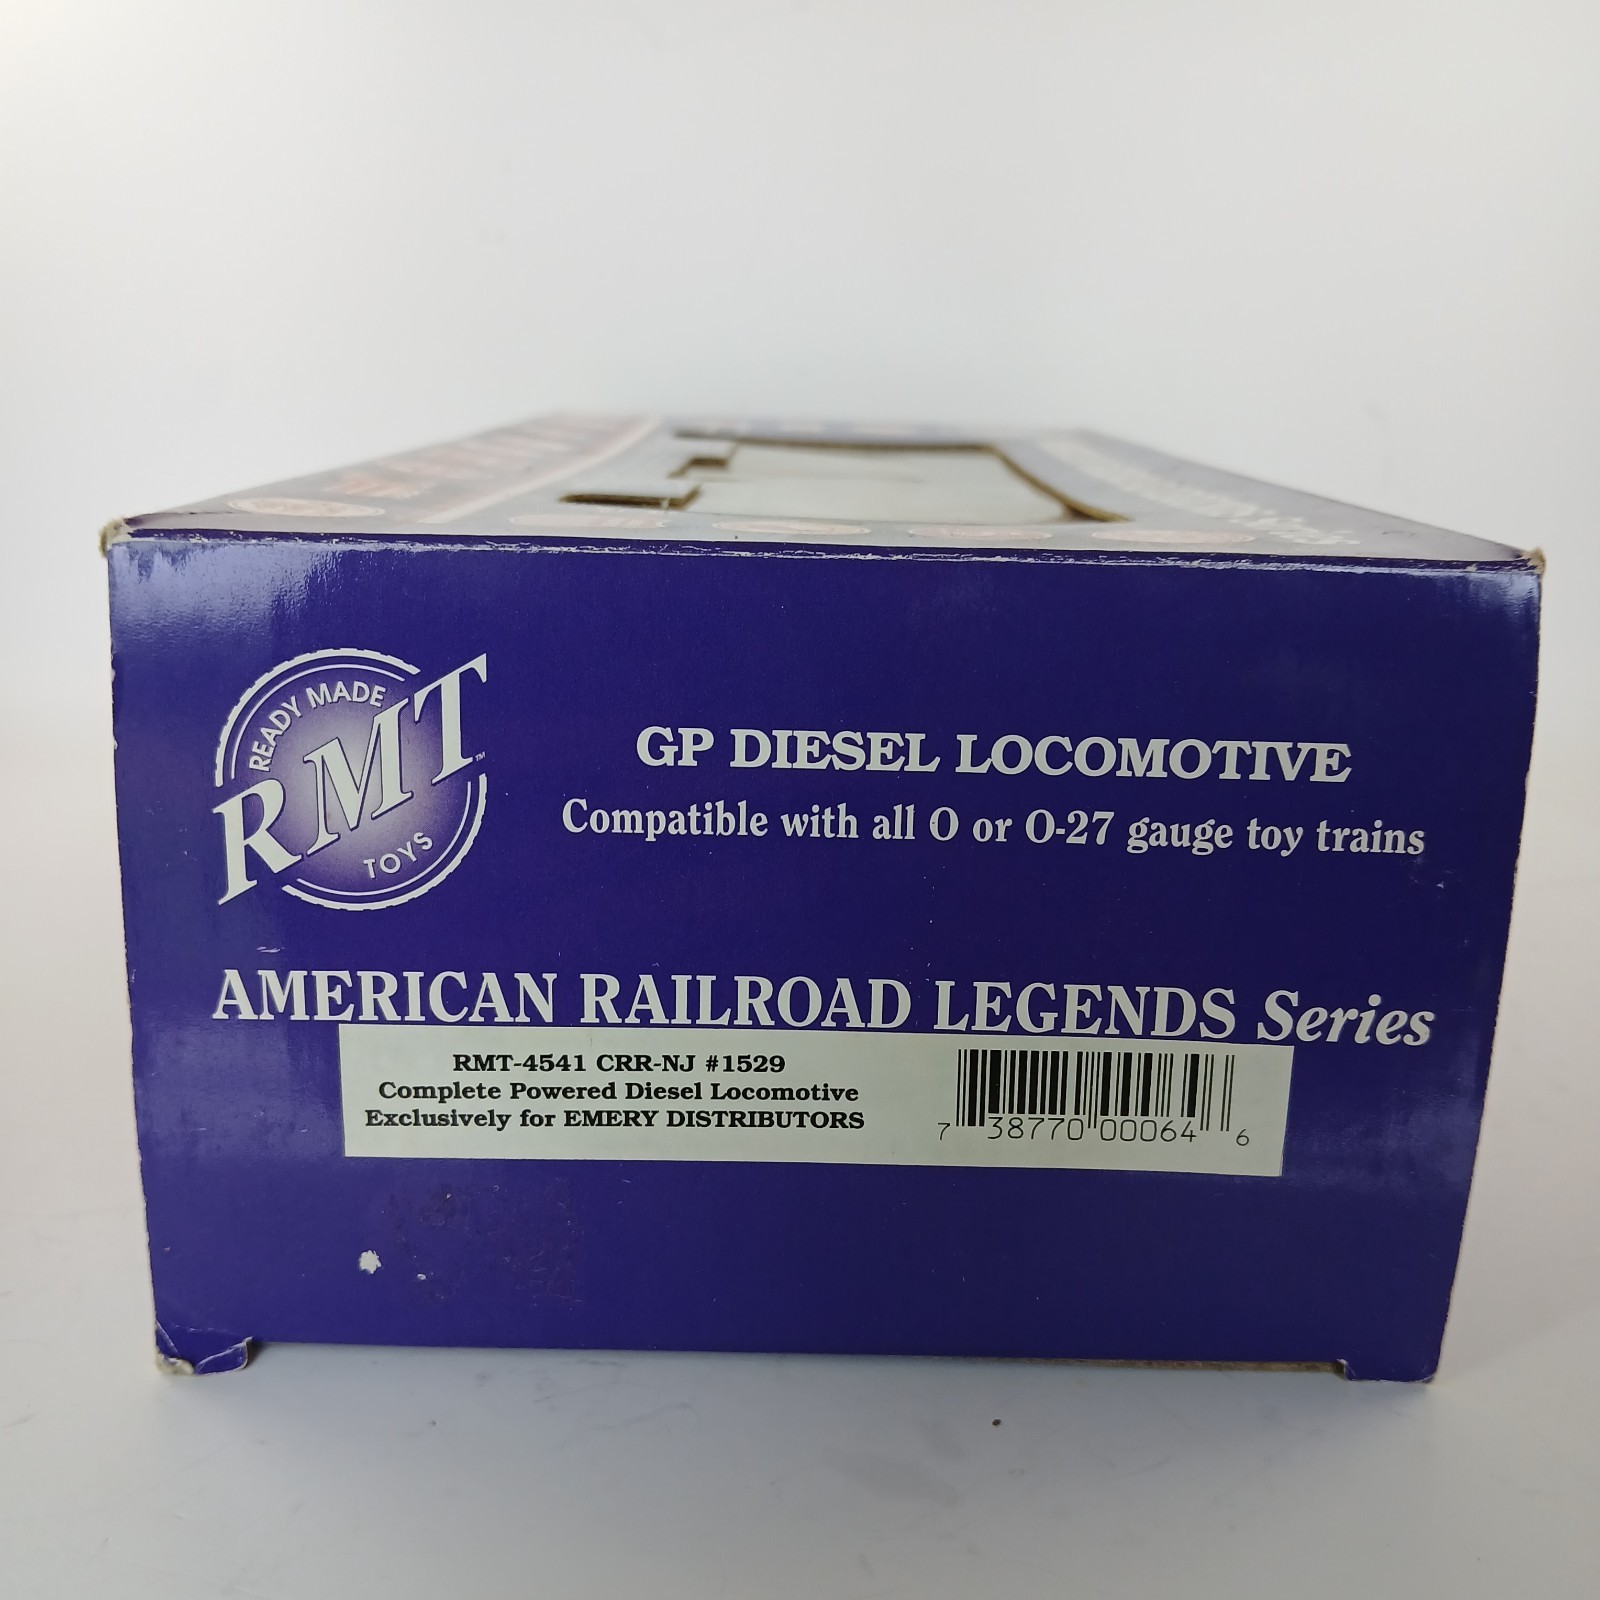 READY MADE
RMT™
TOYS
GP DIESEL LOCOMOTIVE
Compatible with all O or O-27 gauge toy trains
AMERICAN RAILROAD LEGENDS Series
RMT-4541 CRR-NJ #1529
Complete Powered Diesel Locomotive
Exclusively for EMERY DISTRIBUTORS
7 38770 00064 6